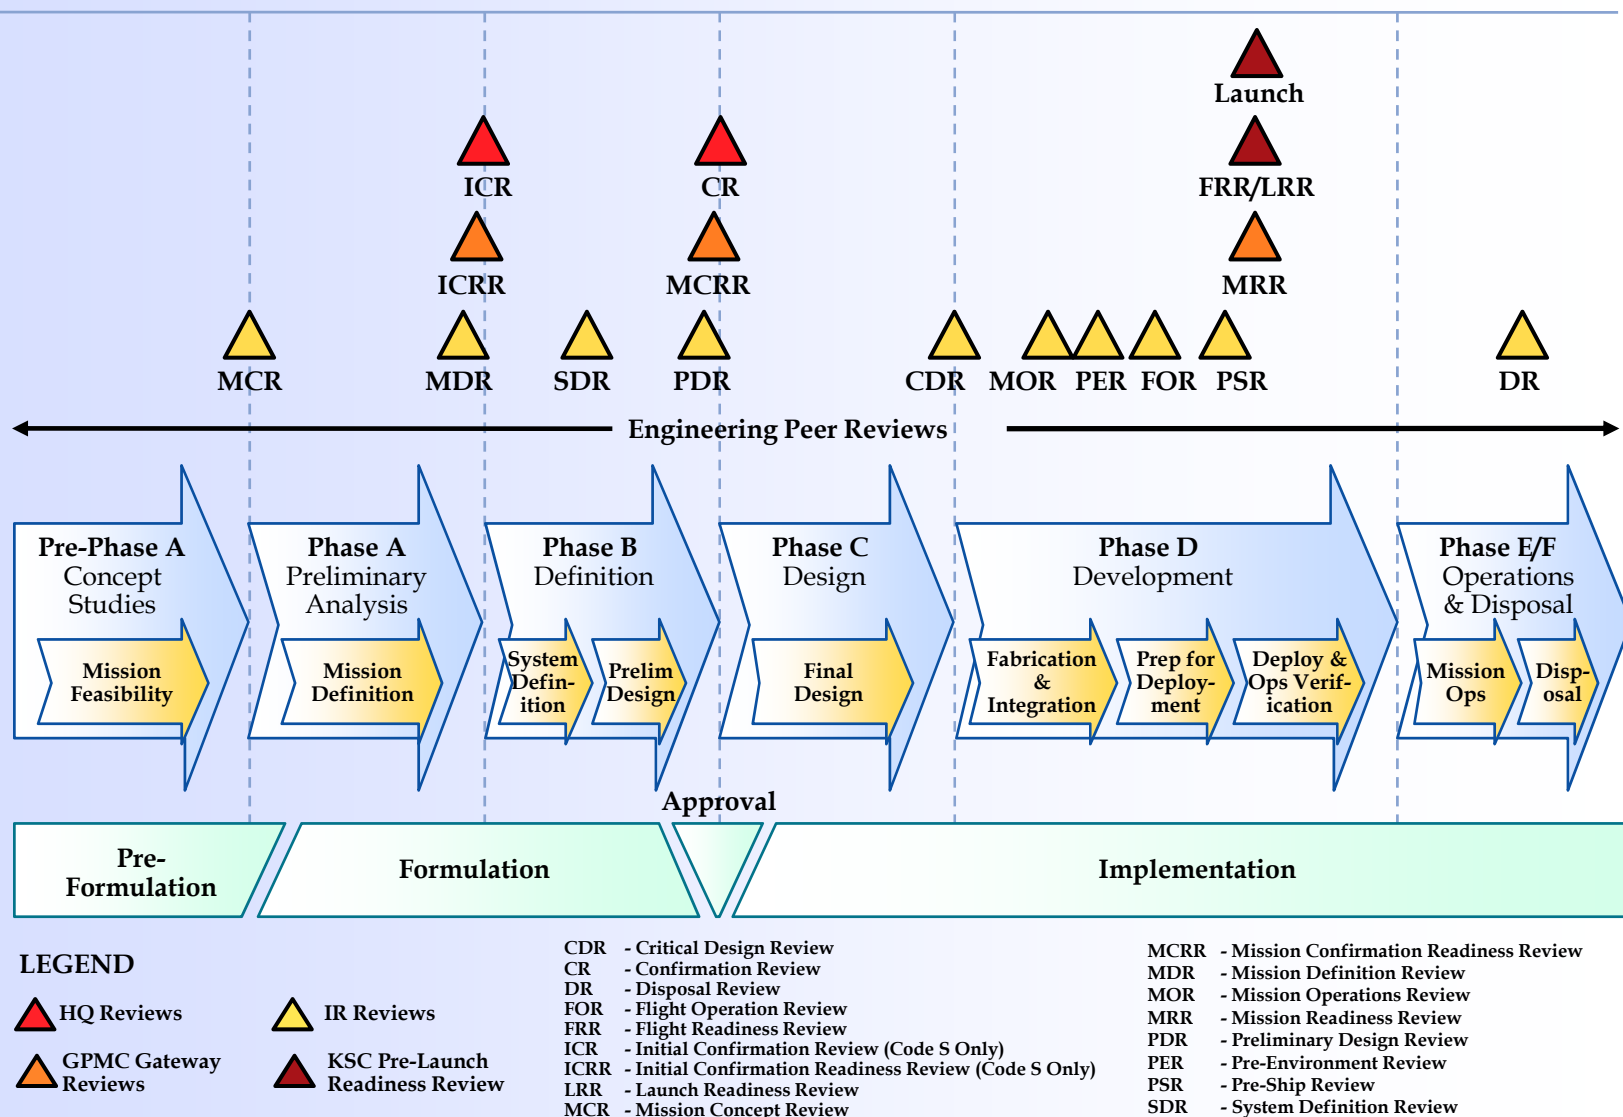 Launch
ICR
CR
FRR/LRR
ICRR
MCRR
MRR
MCR
MDR
SDR
PDR
CDR
MOR
PER
FOR
PSR
DR
Engineering Peer Reviews
Pre-Phase A
Concept
Studies
Mission
Feasibility
Phase A
Preliminary
Analysis
Mission
Definition
Phase B
Definition
System
Defin-
ition
Prelim
Design
Phase C
Design
Final
Design
Phase D
Development
Fabrication
&
Integration
Prep for
Deploy-
ment
Deploy &
Ops Verif-
ication
Phase E/F
Operations
& Disposal
Mission
Ops
Disp-
osal
Approval
Pre-
Formulation
Formulation
Implementation
LEGEND
HQ Reviews
IR Reviews
GPMC Gateway
Reviews
KSC Pre-Launch
Readiness Review
CDR - Critical Design Review
CR - Confirmation Review
DR - Disposal Review
FOR - Flight Operation Review
FRR - Flight Readiness Review
ICR - Initial Confirmation Review (Code S Only)
ICRR - Initial Confirmation Readiness Review (Code S Only)
LRR - Launch Readiness Review
MCR - Mission Concept Review
MCRR - Mission Confirmation Readiness Review
MDR - Mission Definition Review
MOR - Mission Operations Review
MRR - Mission Readiness Review
PDR - Preliminary Design Review
PER - Pre-Environment Review
PSR - Pre-Ship Review
SDR - System Definition Review